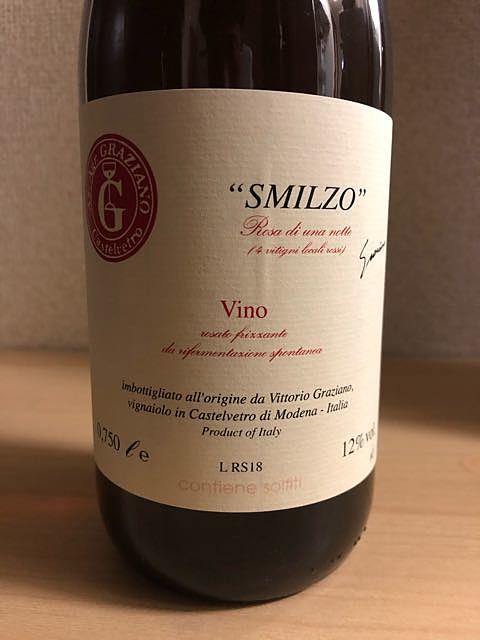 GRAZIANO
G
Castelvetro
“SMILZO”
Rosa di una notte
(4 vitigni locali rossi)
Vino
rosato frizzante
da rifermentazione spontanea
imbottigliato all'origine da Vittorio Graziano,
vignaiolo in Castelvetro di Modena - Italia
Product of Italy
0,750 ℓ e
12% vol.
L RS18
contiene solfiti